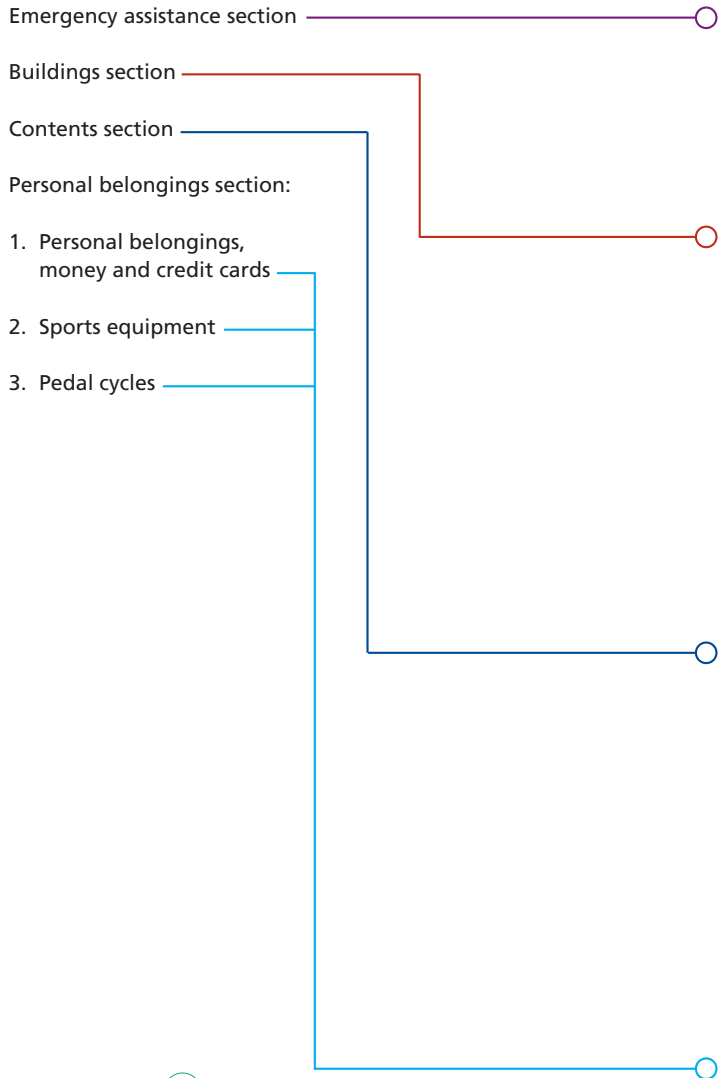 Emergency assistance section
Buildings section
Contents section
Personal belongings section:
1. Personal belongings,
money and credit cards
2. Sports equipment
3. Pedal cycles